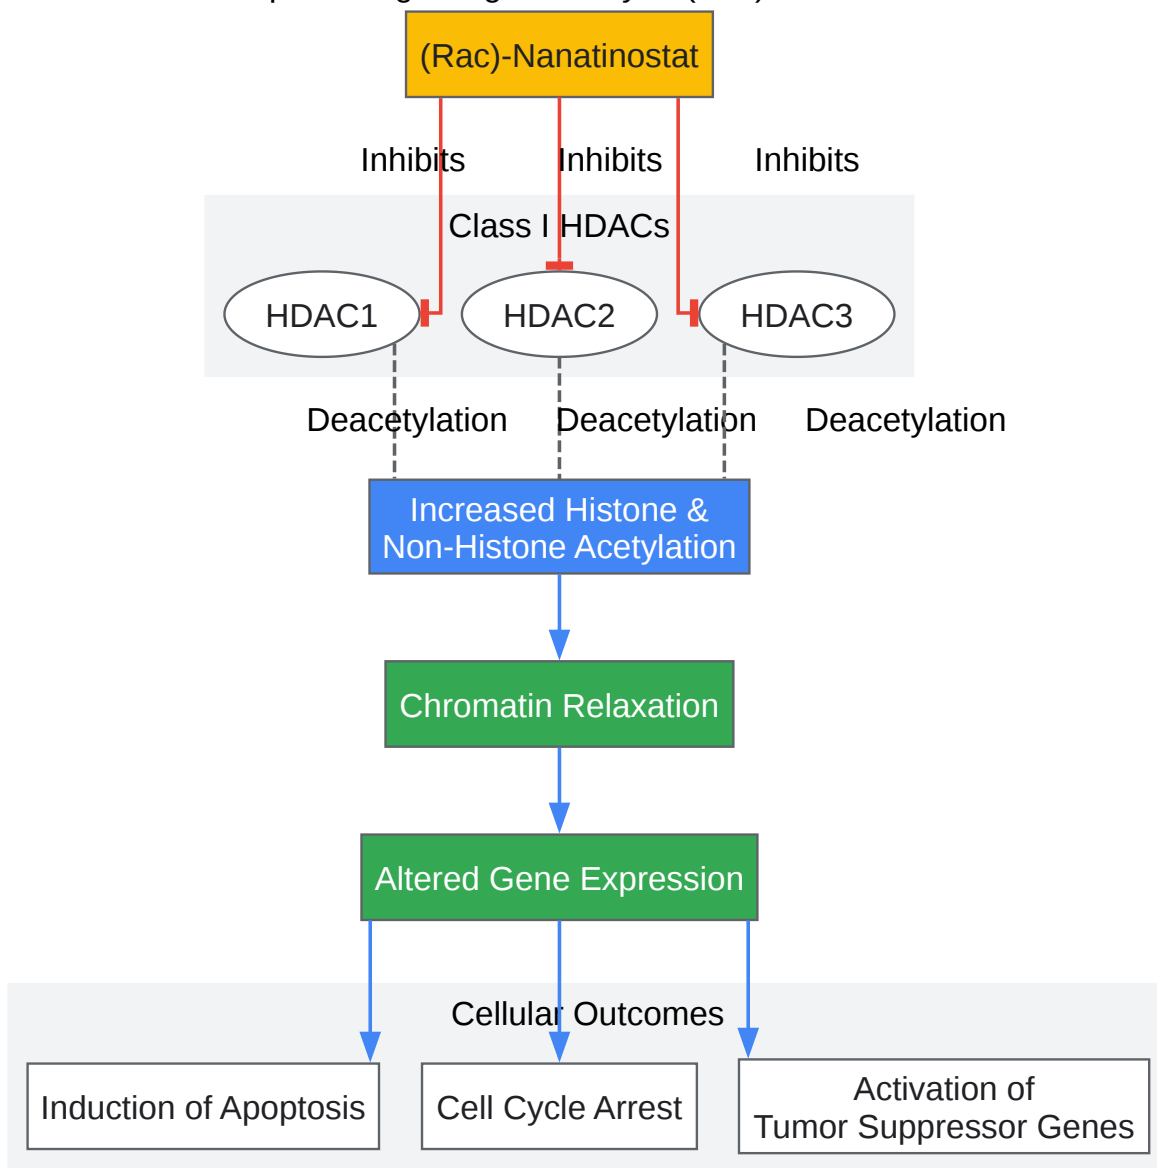 (Rac)-Nanatinostat
Inhibits Inhibits Inhibits
Class I HDACs
HDAC1 HDAC2 HDAC3
Deacetylation Deacetylation Deacetylation
Increased Histone &
Non-Histone Acetylation
Chromatin Relaxation
Altered Gene Expression
Cellular Outcomes
Induction of Apoptosis
Cell Cycle Arrest
Activation of
Tumor Suppressor Genes